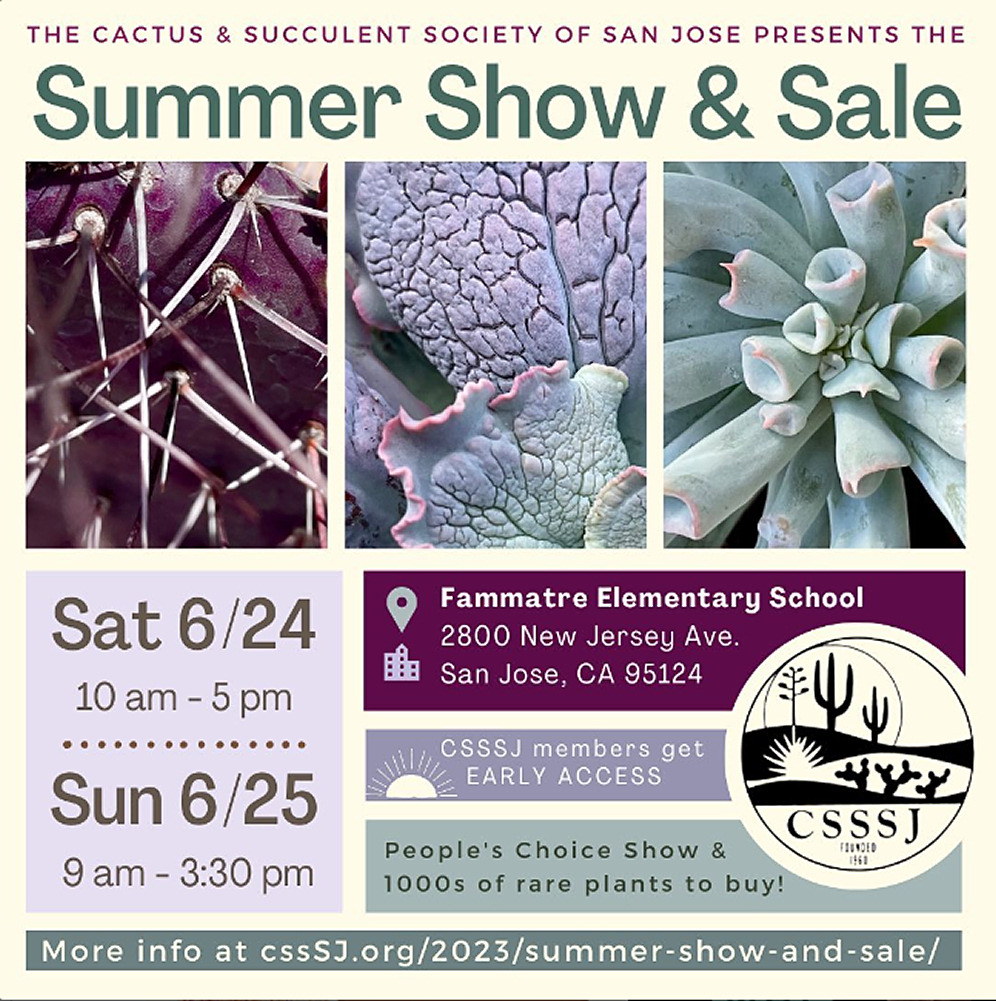 THE CACTUS & SUCCULENT SOCIETY OF SAN JOSE PRESENTS THE
Summer Show & Sale
Sat 6/24
10 am - 5 pm
Sun 6/25
9 am - 3:30 pm
Fammatre Elementary School
2800 New Jersey Ave.
San Jose, CA 95124
CSSSJ members get
EARLY ACCESS
People's Choice Show &
1000s of rare plants to buy!
CSSSJ
FOUNDED
1960
More info at cssSJ.org/2023/summer-show-and-sale/